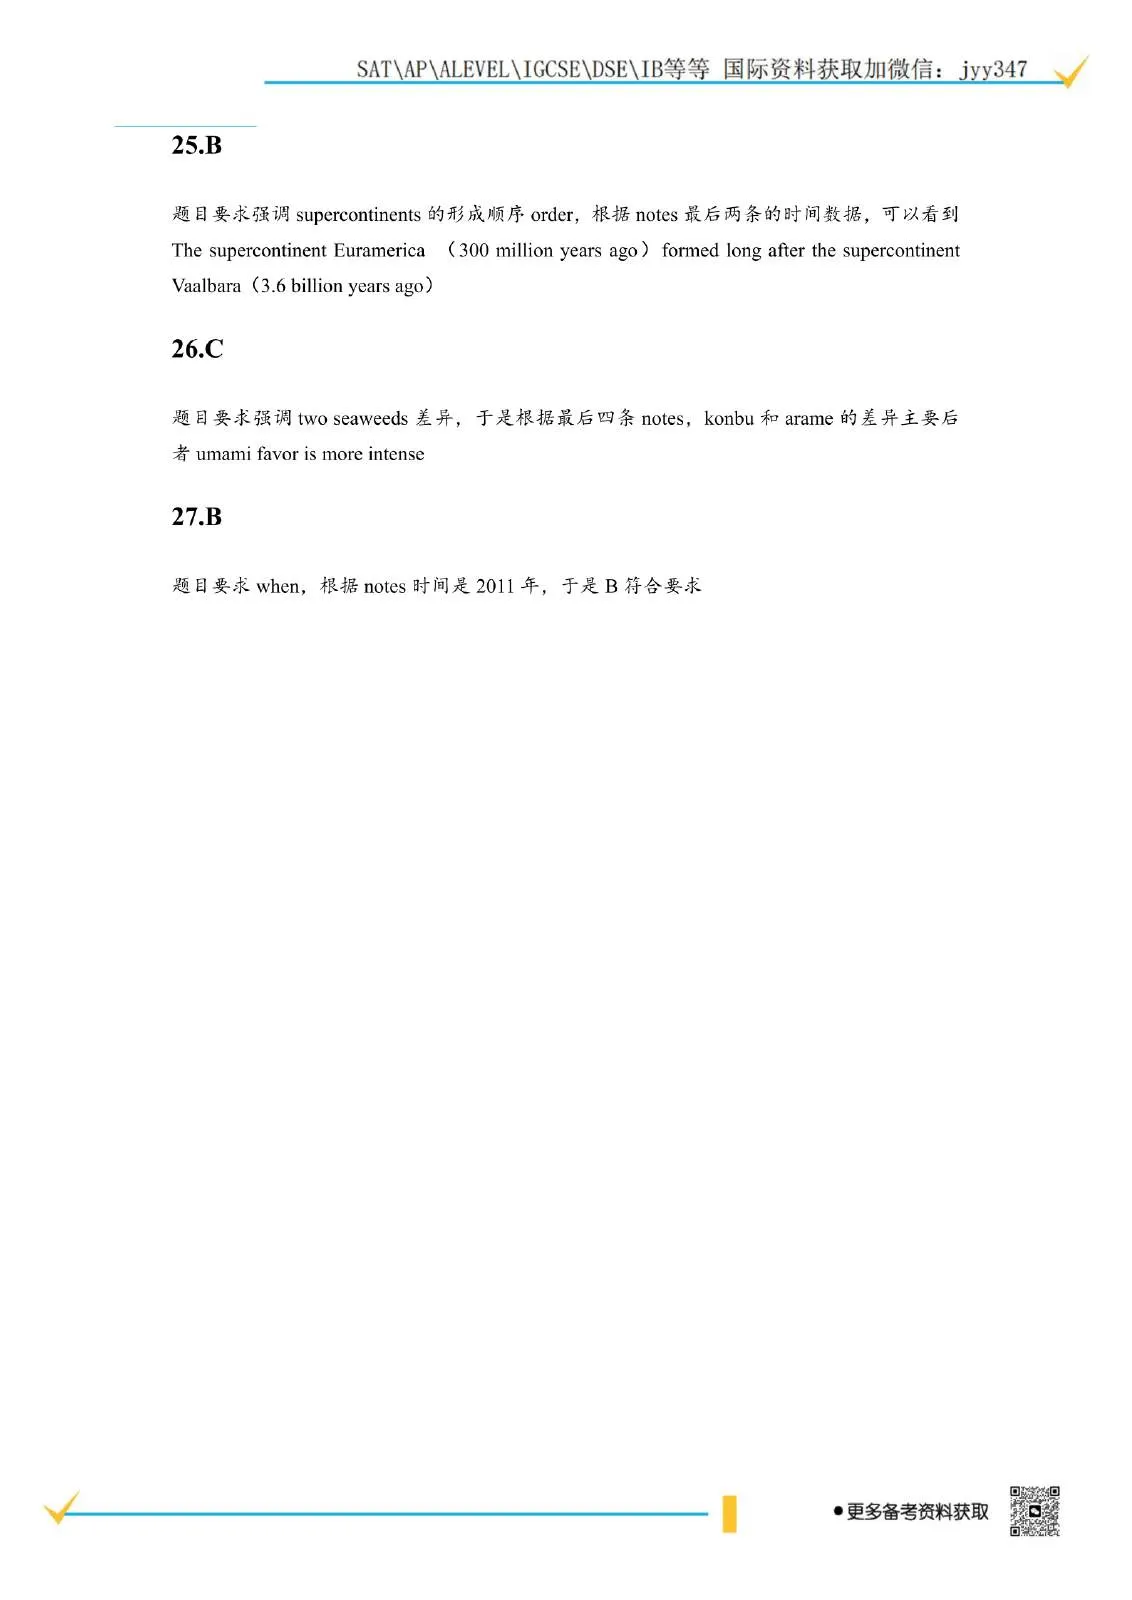 SAT\AP\ALEVEL\IGCSE\DSE\IB等等 国际资料获取加微信：jyy347
25.B
题目要求强调 supercontinents 的形成顺序 order，根据 notes 最后两条的时间数据，可以看到
The supercontinent Euramerica （300 million years ago）formed long after the supercontinent
Vaalbara（3.6 billion years ago）
26.C
题目要求强调 two seaweeds 差异，于是根据最后四条 notes，konbu 和 arame 的差异主要后
者 umami favor is more intense
27.B
题目要求 when，根据 notes 时间是 2011 年，于是 B 符合要求
●更多备考资料获取